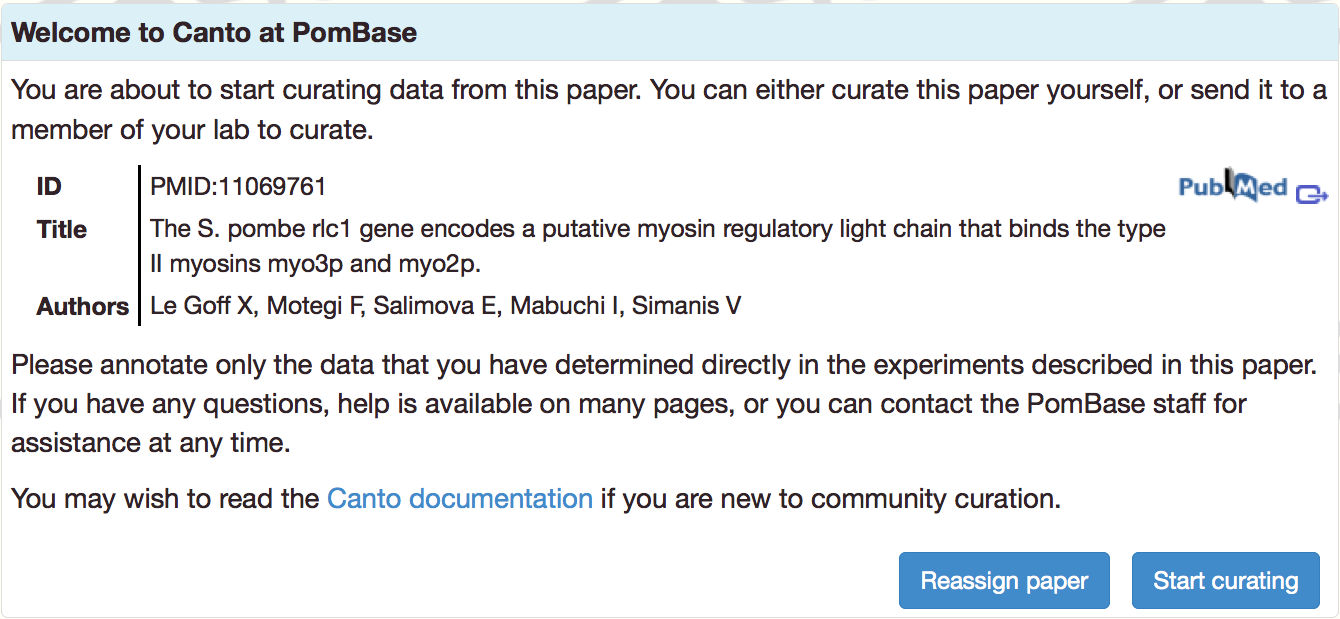 Welcome to Canto at PomBase
You are about to start curating data from this paper. You can either curate this paper yourself, or send it to a
member of your lab to curate.
ID PMID:11069761 PubMed
Title The S. pombe rlc1 gene encodes a putative myosin regulatory light chain that binds the type
II myosins myo3p and myo2p.
Authors Le Goff X, Motegi F, Salimova E, Mabuchi I, Simanis V
Please annotate only the data that you have determined directly in the experiments described in this paper.
If you have any questions, help is available on many pages, or you can contact the PomBase staff for
assistance at any time.
You may wish to read the Canto documentation if you are new to community curation.
Reassign paper Start curating